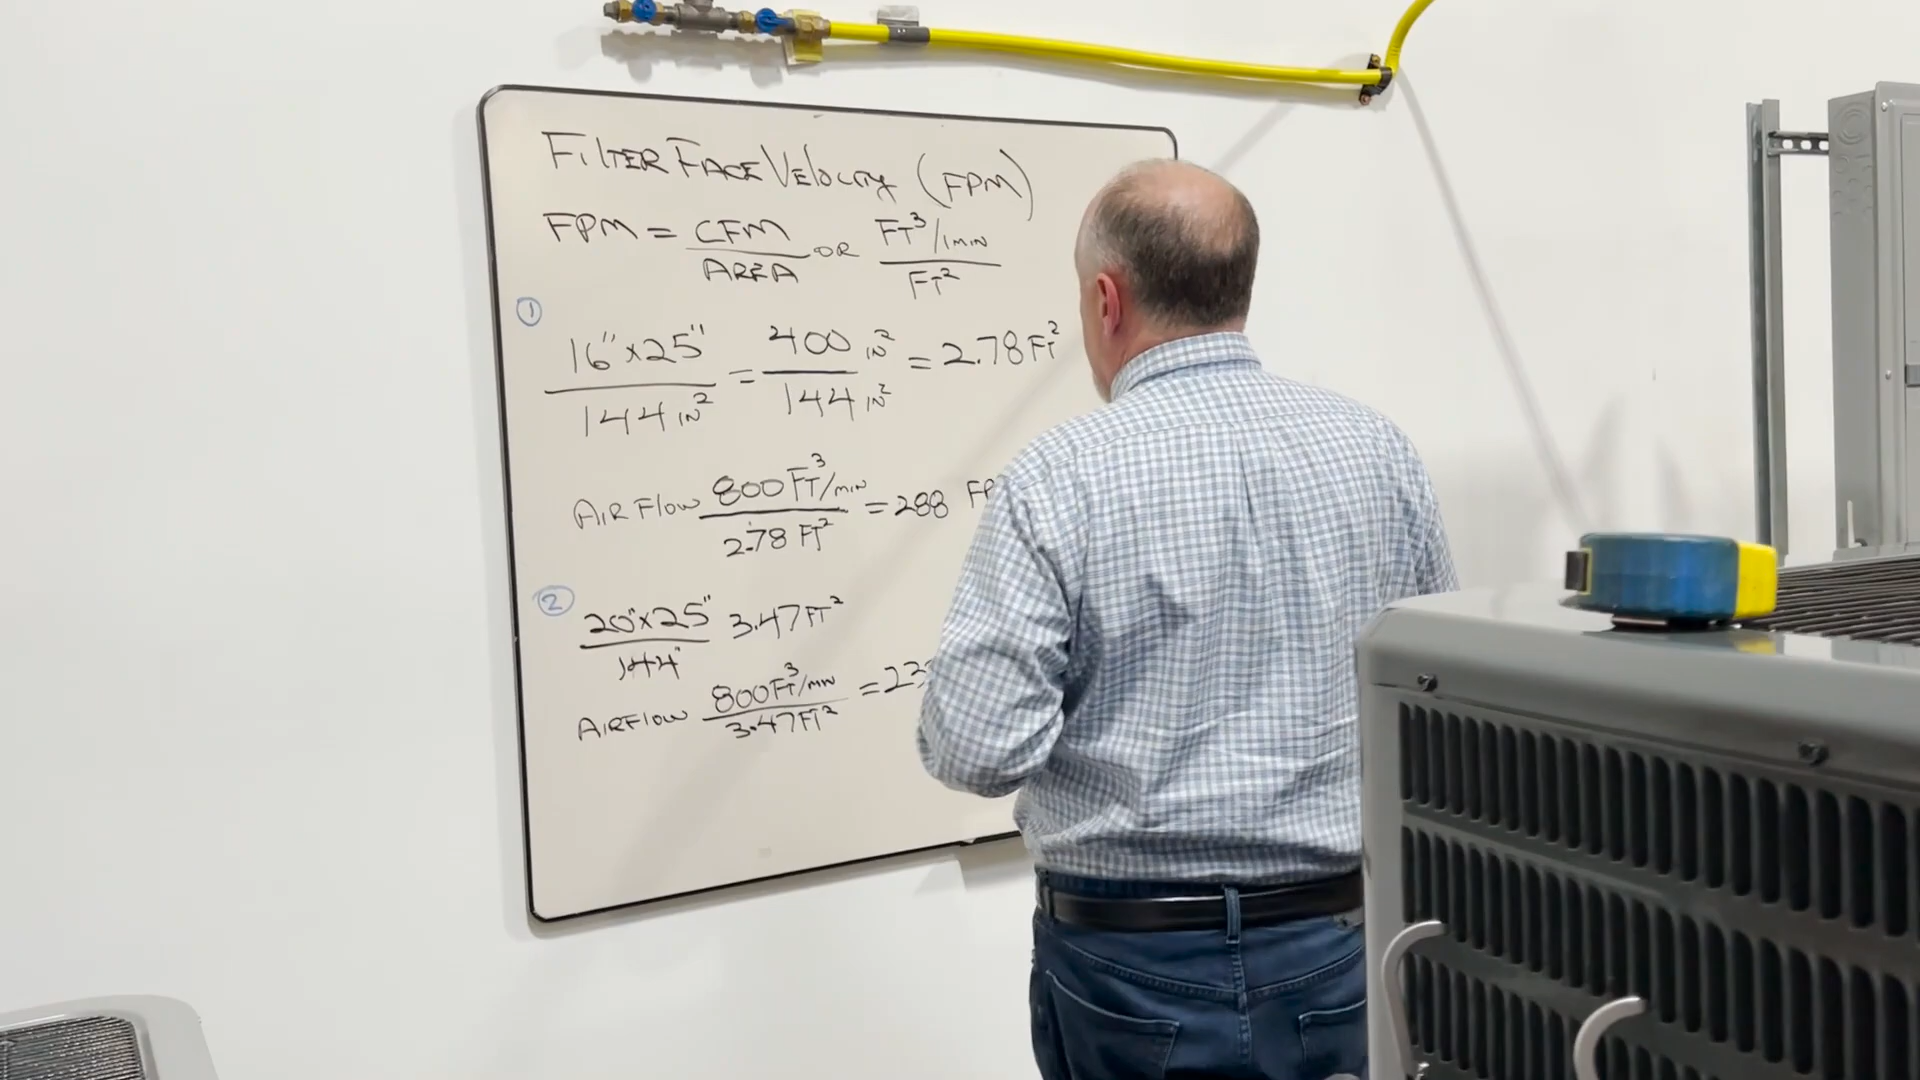 Filter Face Velocity (FPM)
FPM = CFM / AREA OR FT³/1min / FT²
①
16" x 25" / 144 IN² = 400 IN² / 144 IN² = 2.78 FT²
AIR Flow 800 FT³/min / 2.78 FT² = 288
②
20" x 25" / 144" 3.47 FT²
AIRFlow 800 FT³/min / 3.47 FT² =